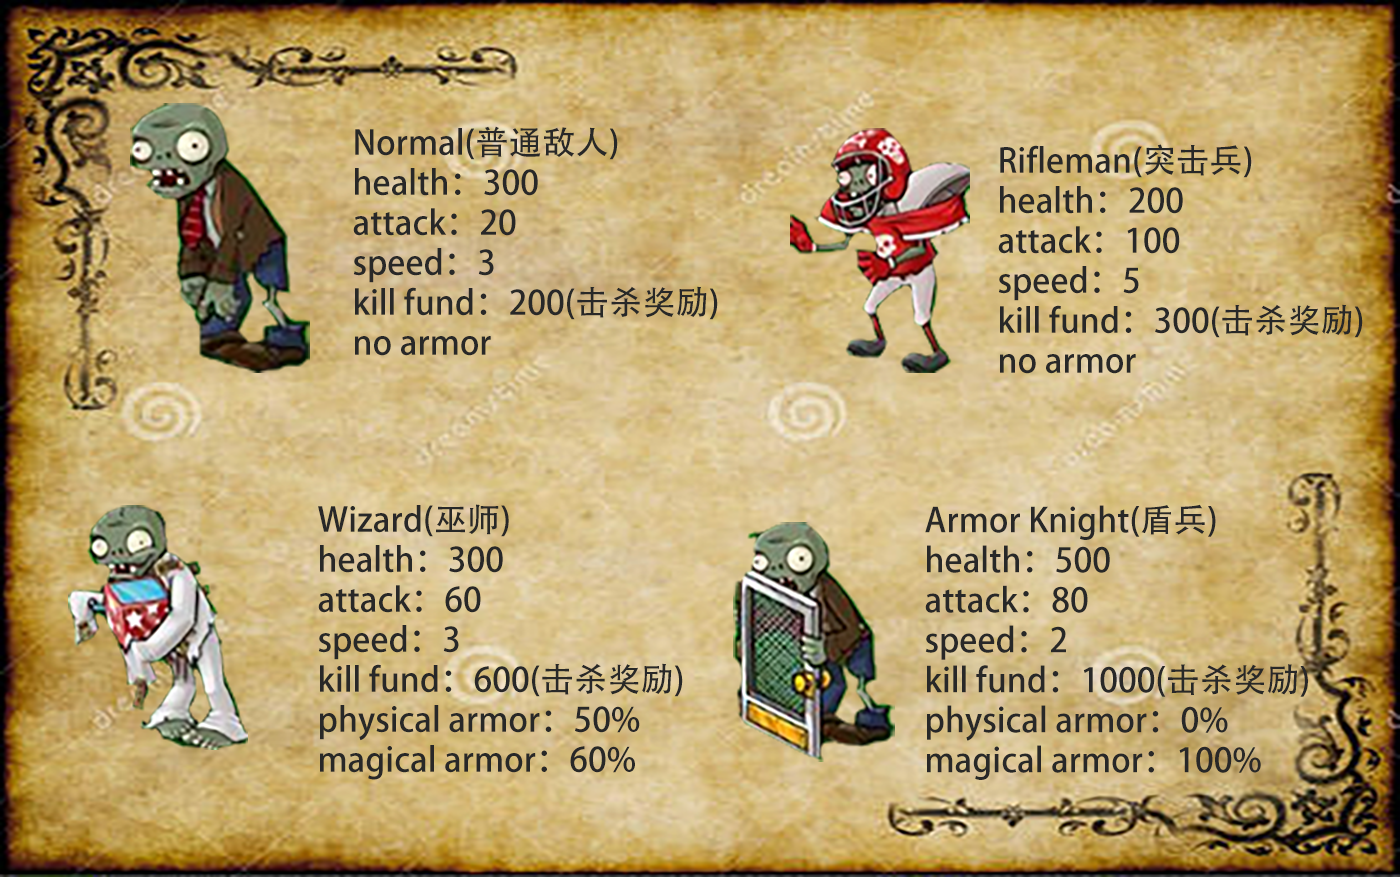 Normal(普通敌人)
health：300
attack：20
speed：3
kill fund：200(击杀奖励)
no armor
Rifleman(突击兵)
health：200
attack：100
speed：5
kill fund：300(击杀奖励)
no armor
Wizard(巫师)
health：300
attack：60
speed：3
kill fund：600(击杀奖励)
physical armor：50%
magical armor：60%
Armor Knight(盾兵)
health：500
attack：80
speed：2
kill fund：1000(击杀奖励)
physical armor：0%
magical armor：100%
dreamstime
dreamstime
dreamstime